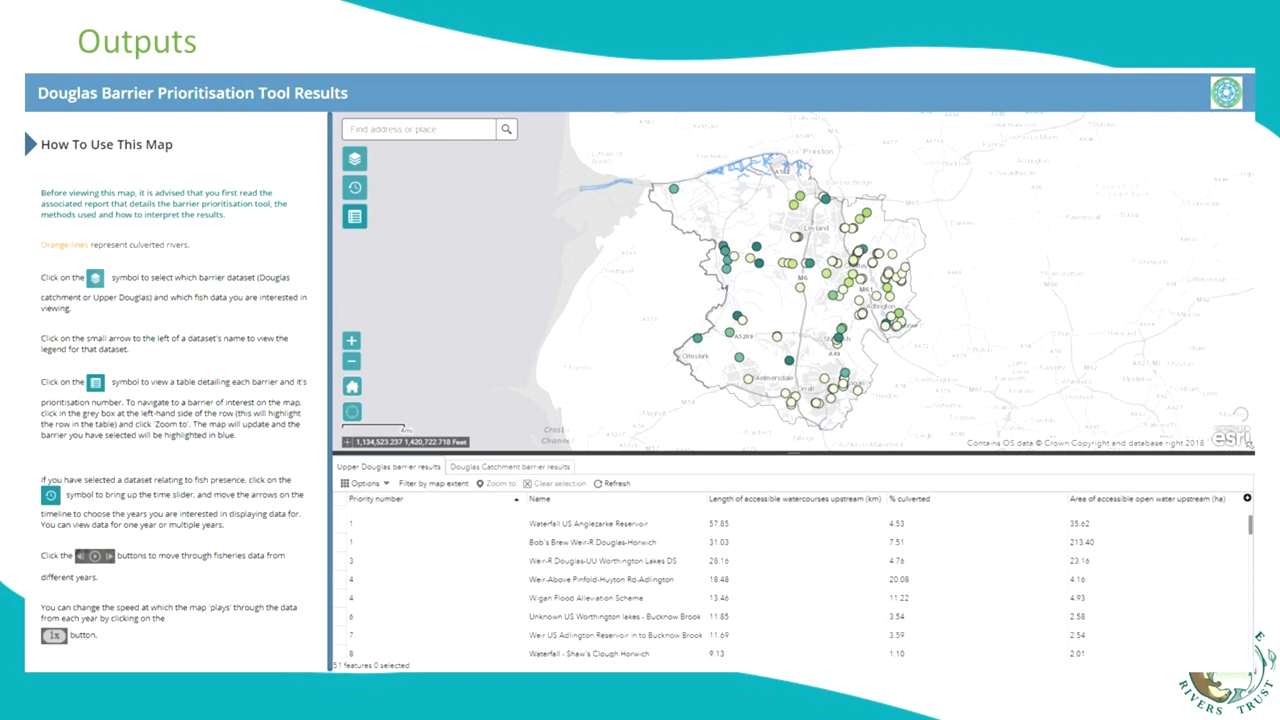 Outputs
Douglas Barrier Prioritisation Tool Results
How To Use This Map
Before viewing this map, it is advised that you first read the
associated report that details the barrier prioritisation tool, the
methods used and how to interpret the results.
Orange lines represent culverted rivers.
Click on the symbol to select which barrier dataset (Douglas
catchment or Upper Douglas) and which fish data you are interested in
viewing.
Click on the small arrow to the left of a dataset's name to view the
legend for that dataset.
Click on the symbol to view a table detailing each barrier and it's
prioritisation number. To navigate to a barrier of interest on the map,
click in the grey box at the left-hand side of the row (this will highlight
the row in the table) and click 'Zoom to'. The map will update and the
barrier you have selected will be highlighted in blue.
If you have selected a dataset relating to fish presence, click on the
symbol to bring up the time slider, and move the arrows on the
timeline to choose the years you are interested in displaying data for.
You can view data for one year or multiple years.
Click the buttons to move through fisheries data from
different years.
You can change the speed at which the map 'plays' through the data
from each year by clicking on the
1x button.
Find address or place
Preston
Bamber Bridge
Leyland
M6
M61
Adlington
A5209
Ormskirk
Skelmersdale
A49
Orrell
4mi
1,134,523.237 1,420,722.718 Feet
Contains OS data © Crown Copyright and database right 2018
esri
Upper Douglas barrier results Douglas Catchment barrier results
Options Filter by map extent Zoom to Clear selection Refresh
Priority number Name Length of accessible watercourses upstream (km) % culverted Area of accessible open water upstream (ha)
1 Waterfall US Anglezarke Reservoir 57.85 4.53 35.62
1 Bob's Brew Weir-R.Douglas-Horwich 31.03 7.51 213.40
3 Weir-R.Douglas-UU Worthington Lakes DS 28.16 4.76 23.16
4 Weir-Above Pinfold-Huyton Rd-Adlington 18.48 20.08 4.16
4 Wigan Flood Alleviation Scheme 13.46 11.22 4.93
6 Unknown US Worthington lakes - Bucknow Brook 11.85 3.54 2.58
7 Weir US Adlington Reservoir in to Bucknow Brook 11.69 3.59 2.54
8 Waterfall - Shaw's Clough Horwich 9.13 1.10 2.01
51 features 0 selected
RIVERS TRUST